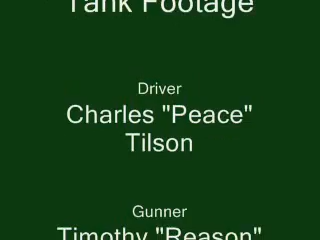 Tank Footage
Driver
Charles "Peace"
Tilson
Gunner
Timothy "Reason"